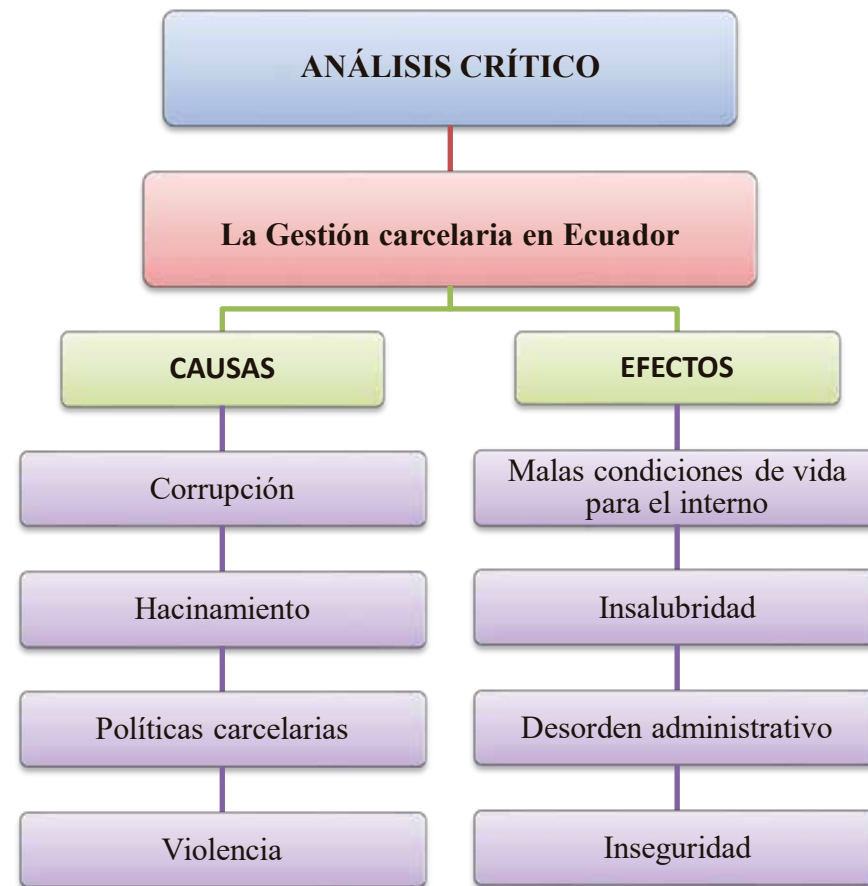 ANÁLISIS CRÍTICO
La Gestión carcelaria en Ecuador
CAUSAS
Corrupción
Hacinamiento
Políticas carcelarias
Violencia
EFECTOS
Malas condiciones de vida
para el interno
Insalubridad
Desorden administrativo
Inseguridad